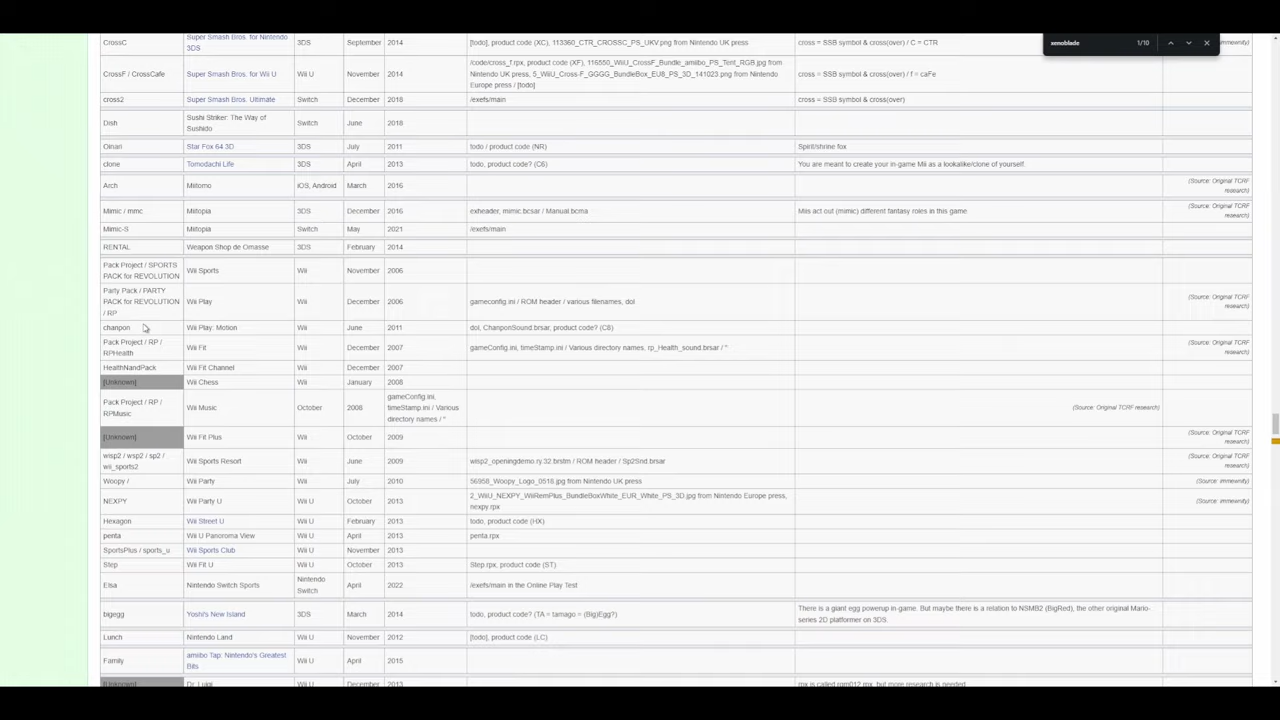 CrossC Super Smash Bros. for Nintendo 3DS 3DS September 2014 [todo], product code (XC), 113360_CTR_CROSSC_PS_UKV.png from Nintendo UK press cross = SSB symbol & cross(over) / C = CTR
xenoblade 1/10
CrossF / CrossCafe Super Smash Bros. for Wii U Wii U November 2014 /code/cross_f.rpx, product code (XF), 116550_WiiU_CrossF_Bundle_amiibo_PS_Tent_RGB.jpg from Nintendo UK press, 5_WiiU_Cross-F_GGGG_BundleBox_EU8_PS_3D_141023.png from Nintendo Europe press / [todo] cross = SSB symbol & cross(over) / f = caFe
cross2 Super Smash Bros. Ultimate Switch December 2018 /exefs/main cross = SSB symbol & cross(over)
Dish Sushi Striker: The Way of Sushido Switch June 2018
Oinari Star Fox 64 3D 3DS July 2011 todo / product code (NR) Spirit/shrine fox
clone Tomodachi Life 3DS April 2013 todo, product code? (C6) You are meant to create your in-game Mii as a lookalike/clone of yourself.
Arch Miitomo iOS, Android March 2016 (Source: Original TCRF research)
Mimic / mmc Miitopia 3DS December 2016 exheader, mimic.bcsar / Manual.bcma Miis act out (mimic) different fantasy roles in this game (Source: Original TCRF research)
Mimic-S Miitopia Switch May 2021 /exefs/main
RENTAL Weapon Shop de Omasse 3DS February 2014
Pack Project / SPORTS PACK for REVOLUTION Wii Sports Wii November 2006
Party Pack / PARTY PACK for REVOLUTION / RP Wii Play Wii December 2006 gameconfig.ini / ROM header / various filenames, dol (Source: Original TCRF research)
chanpon Wii Play: Motion Wii June 2011 dol, ChanponSound.brsar, product code? (C8)
Pack Project / RP / RPHealth Wii Fit Wii December 2007 gameConfig.ini, timeStamp.ini / Various directory names, rp_Health_sound.brsar / " (Source: Original TCRF research)
HealthNandPack Wii Fit Channel Wii December 2007
[Unknown] Wii Chess Wii January 2008
Pack Project / RP / RPMusic Wii Music October 2008 gameConfig.ini, timeStamp.ini / Various directory names / " (Source: Original TCRF research)
[Unknown] Wii Fit Plus Wii October 2009 (Source: Original TCRF research)
wisp2 / wsp2 / sp2 / wii_sports2 Wii Sports Resort Wii June 2009 wisp2_openingdemo.ry.32.brstm / ROM header / Sp2Snd.brsar (Source: Original TCRF research)
Woopy / Wii Party Wii July 2010 56958_Woopy_Logo_0518.jpg from Nintendo UK press (Source: immewnity)
NEXPY Wii Party U Wii U October 2013 2_WiiU_NEXPY_WiiRemPlus_BundleBoxWhite_EUR_White_PS_3D.jpg from Nintendo Europe press, nexpy.rpx (Source: immewnity)
Hexagon Wii Street U Wii U February 2013 todo, product code (HX)
penta Wii U Panorama View Wii U April 2013 penta.rpx
SportsPlus / sports_u Wii Sports Club Wii U November 2013
Step Wii Fit U Wii U October 2013 Step.rpx, product code (ST)
Elsa Nintendo Switch Sports Nintendo Switch April 2022 /exefs/main in the Online Play Test
bigegg Yoshi's New Island 3DS March 2014 todo, product code? (TA = tamago = (Big)Egg?) There is a giant egg powerup in-game. But maybe there is a relation to NSMB2 (BigRed), the other original Mario-series 2D platformer on 3DS.
Lunch Nintendo Land Wii U November 2012 [todo], product code (LC)
Family amiibo Tap: Nintendo's Greatest Bits Wii U April 2015
[Unknown] Dr. Luigi Wii U December 2013